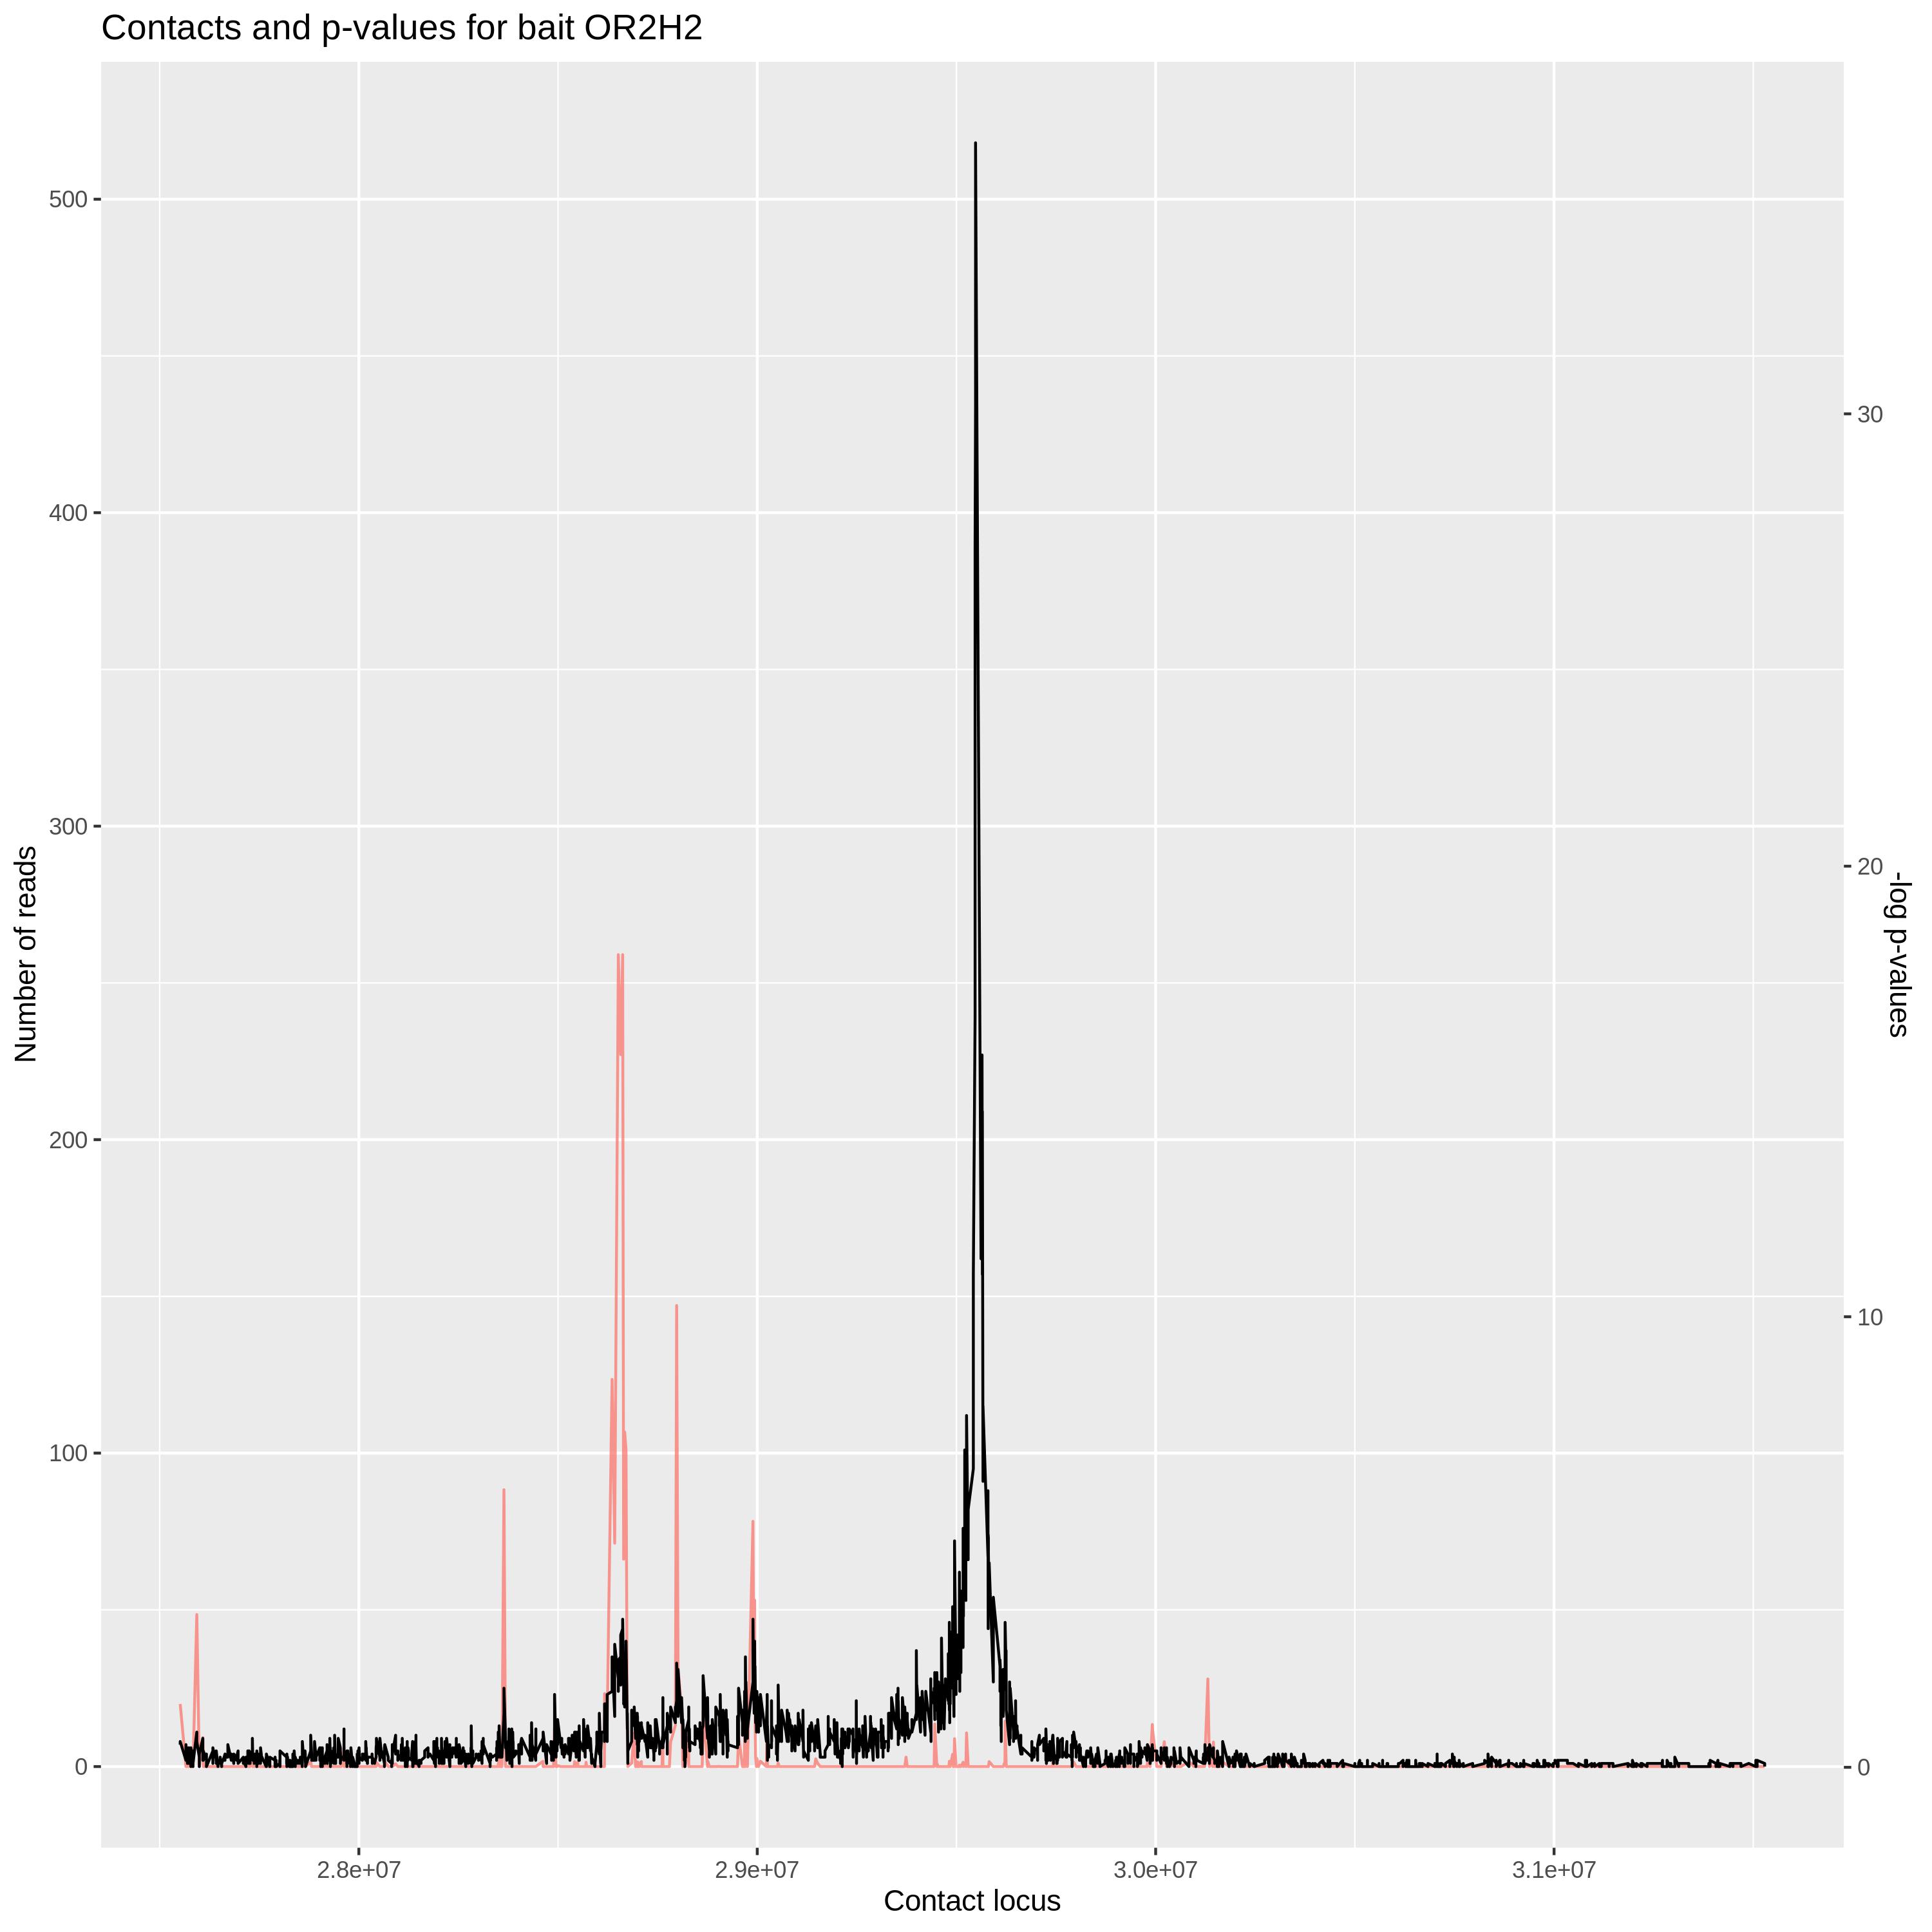 Contacts and p-values for bait OR2H2
500
400
300
200
100
0
Number of reads
30
20
10
0
-log p-values
2.8e+07
2.9e+07
3.0e+07
3.1e+07
Contact locus